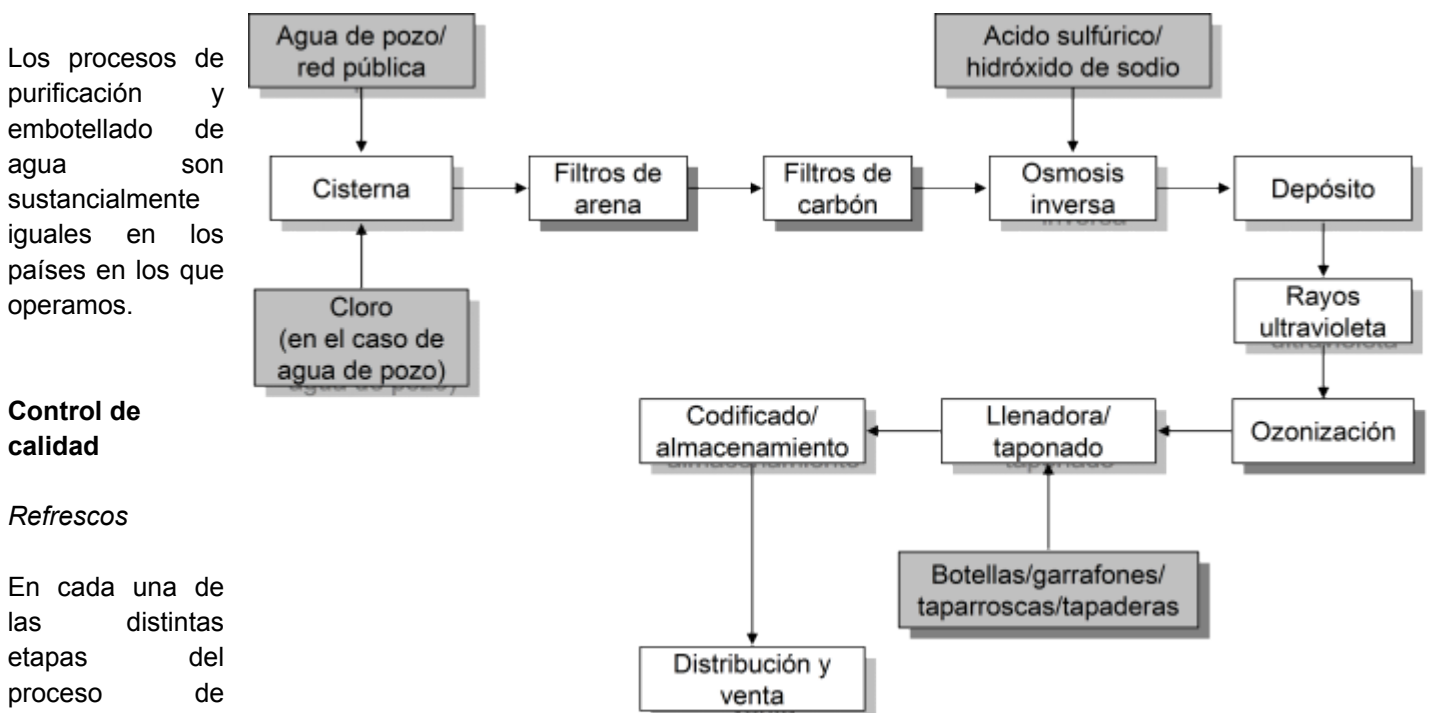 Los procesos de
purificación y
embotellado de
agua son
sustancialmente
iguales en los
países en los que
operamos.
Control de
calidad
Refrescos
En cada una de
las distintas
etapas del
proceso de
Agua de pozo/
red pública
Acido sulfúrico/
hidróxido de sodio
Cisterna
Filtros de
arena
Filtros de
carbón
Osmosis
inversa
Depósito
Cloro
(en el caso de
agua de pozo)
Rayos
ultravioleta
Ozonización
Llenadora/
taponado
Codificado/
almacenamiento
Botellas/garrafones/
taparroscas/tapaderas
Distribución y
venta